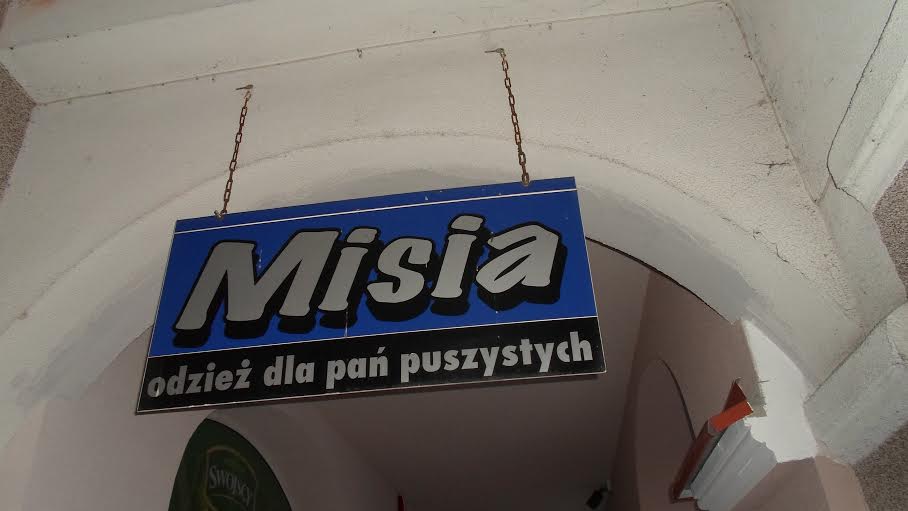 Misia
odzież dla pań puszystych